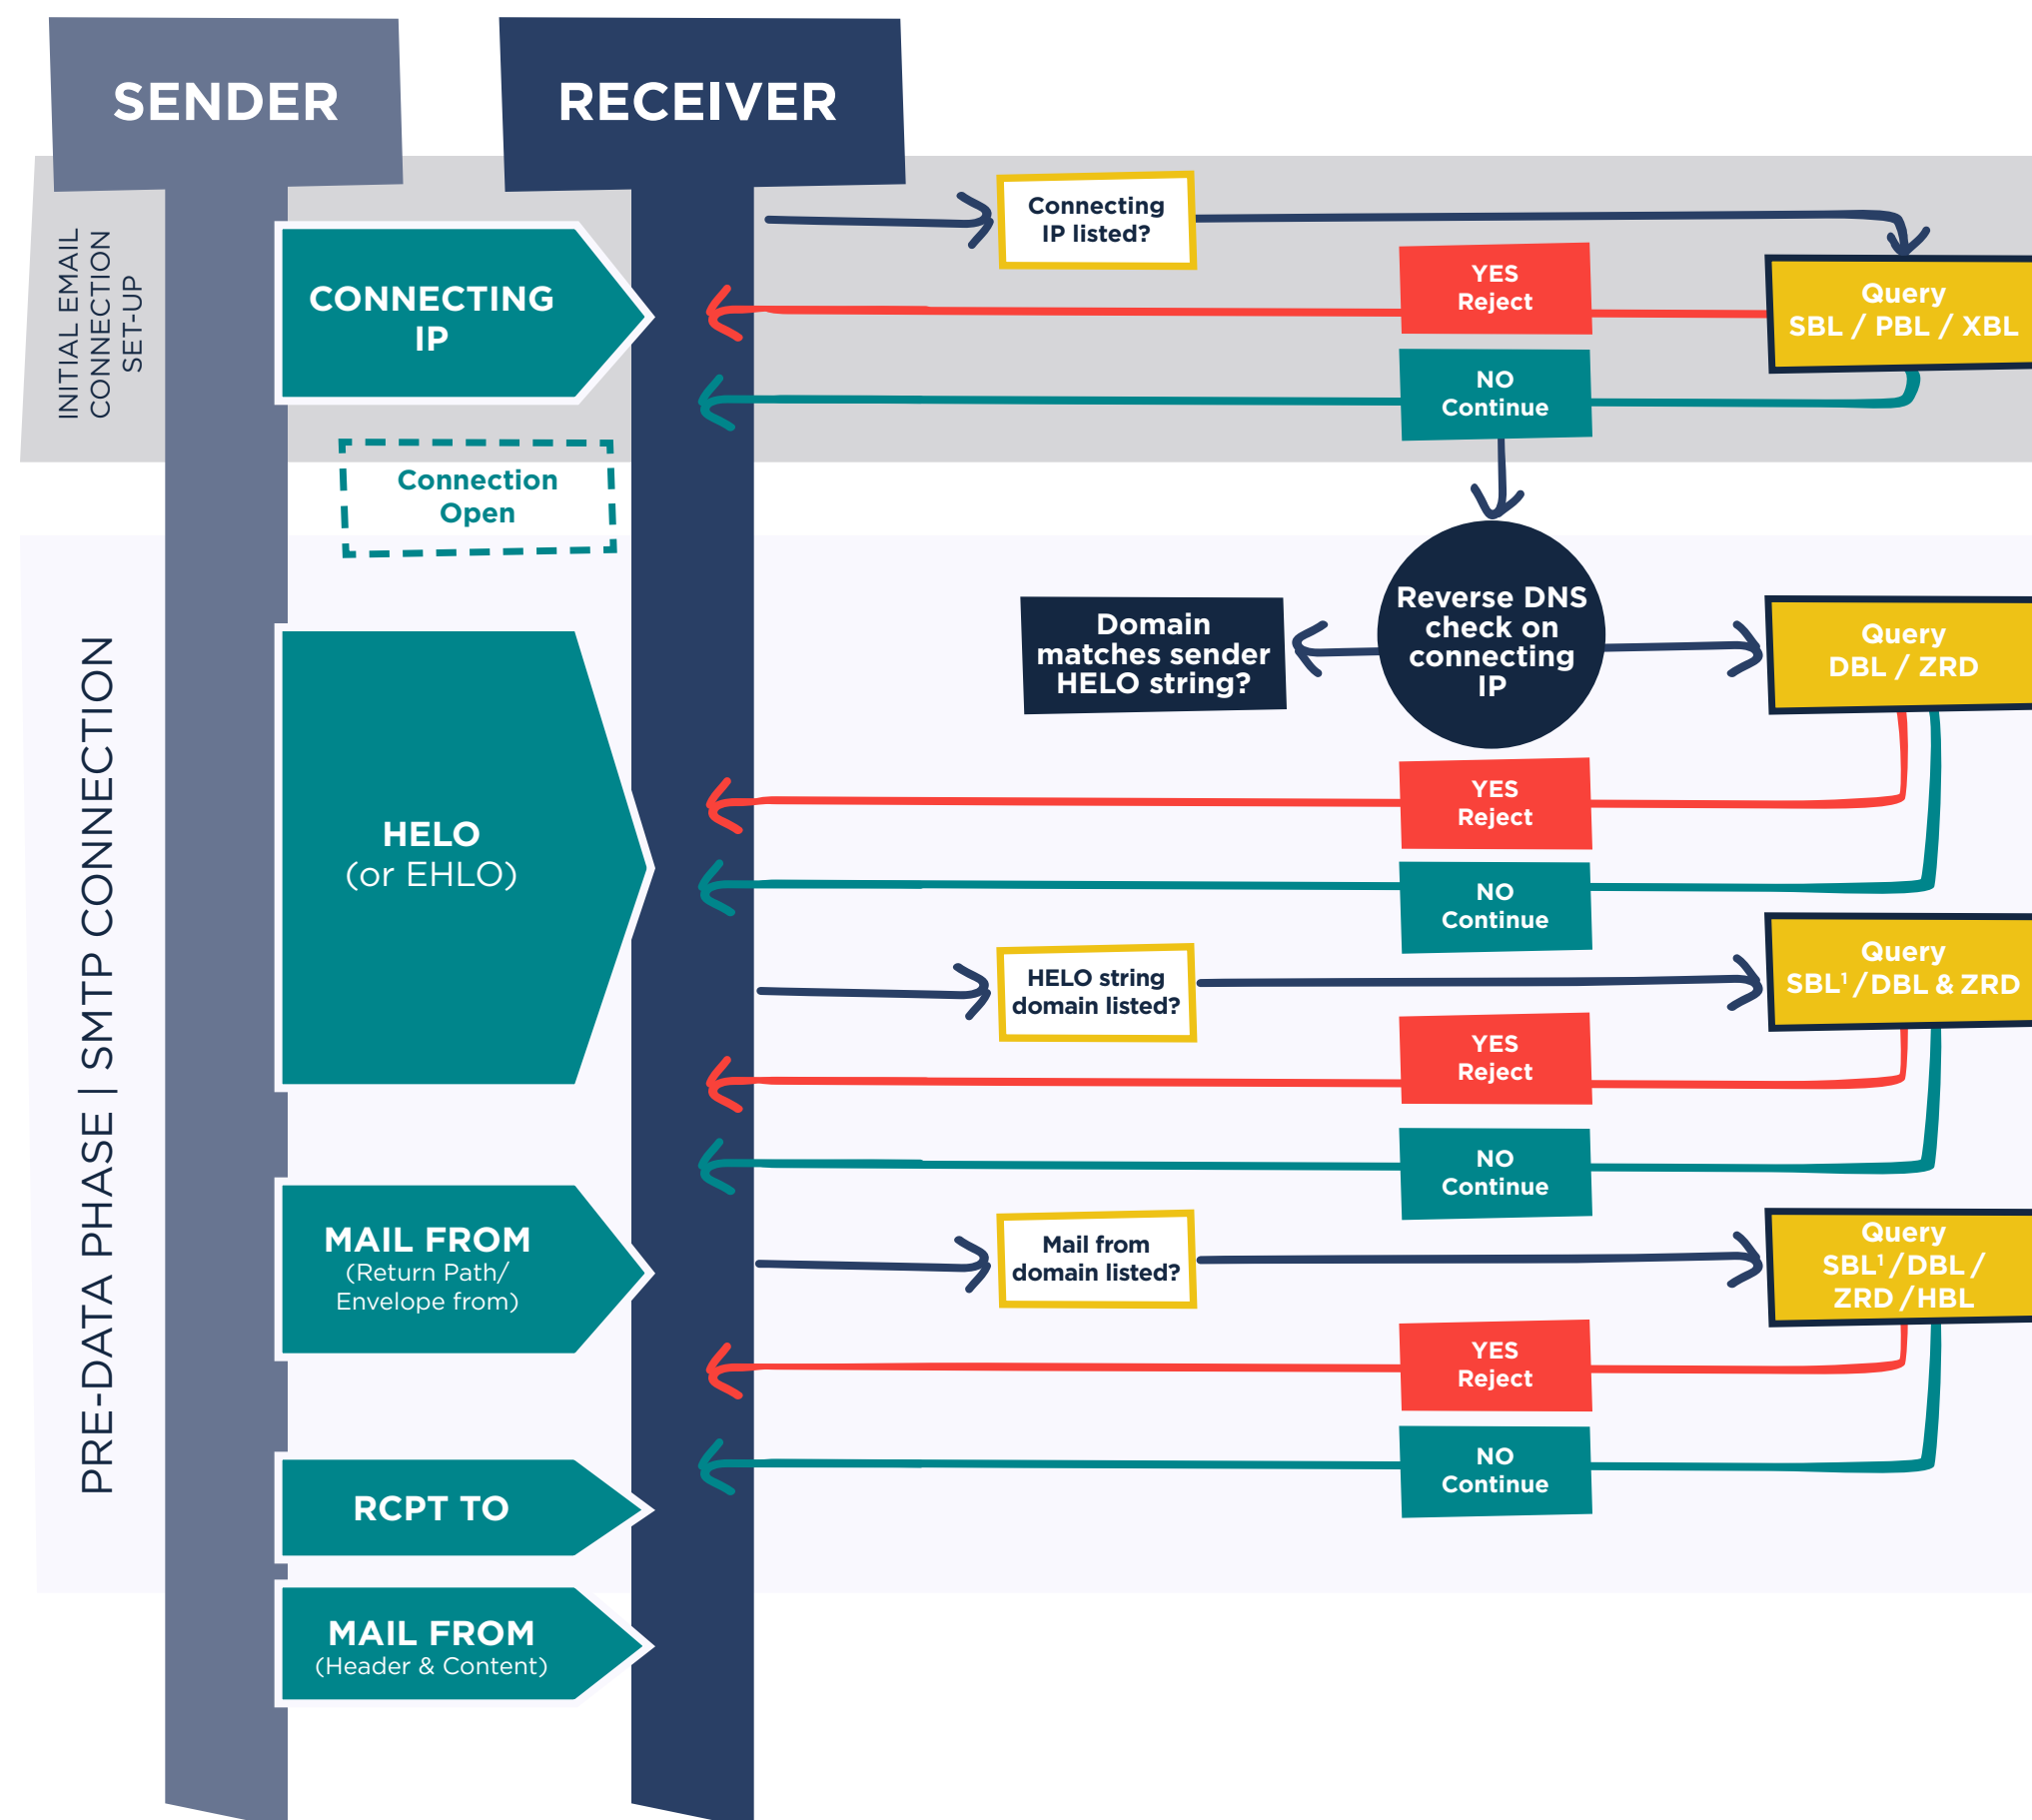 SENDER
RECEIVER
INITIAL EMAIL
CONNECTION
SET-UP
CONNECTING
IP
Connecting
IP listed?
YES
Reject
Query
SBL / PBL / XBL
NO
Continue
Connection
Open
PRE-DATA PHASE | SMTP CONNECTION
Reverse DNS
check on
connecting
IP
Domain
matches sender
HELO string?
Query
DBL / ZRD
HELO
(or EHLO)
YES
Reject
NO
Continue
HELO string
domain listed?
Query
SBL¹/DBL & ZRD
YES
Reject
NO
Continue
MAIL FROM
(Return Path/
Envelope from)
Mail from
domain listed?
Query
SBL¹/DBL /
ZRD / HBL
YES
Reject
NO
Continue
RCPT TO
MAIL FROM
(Header & Content)